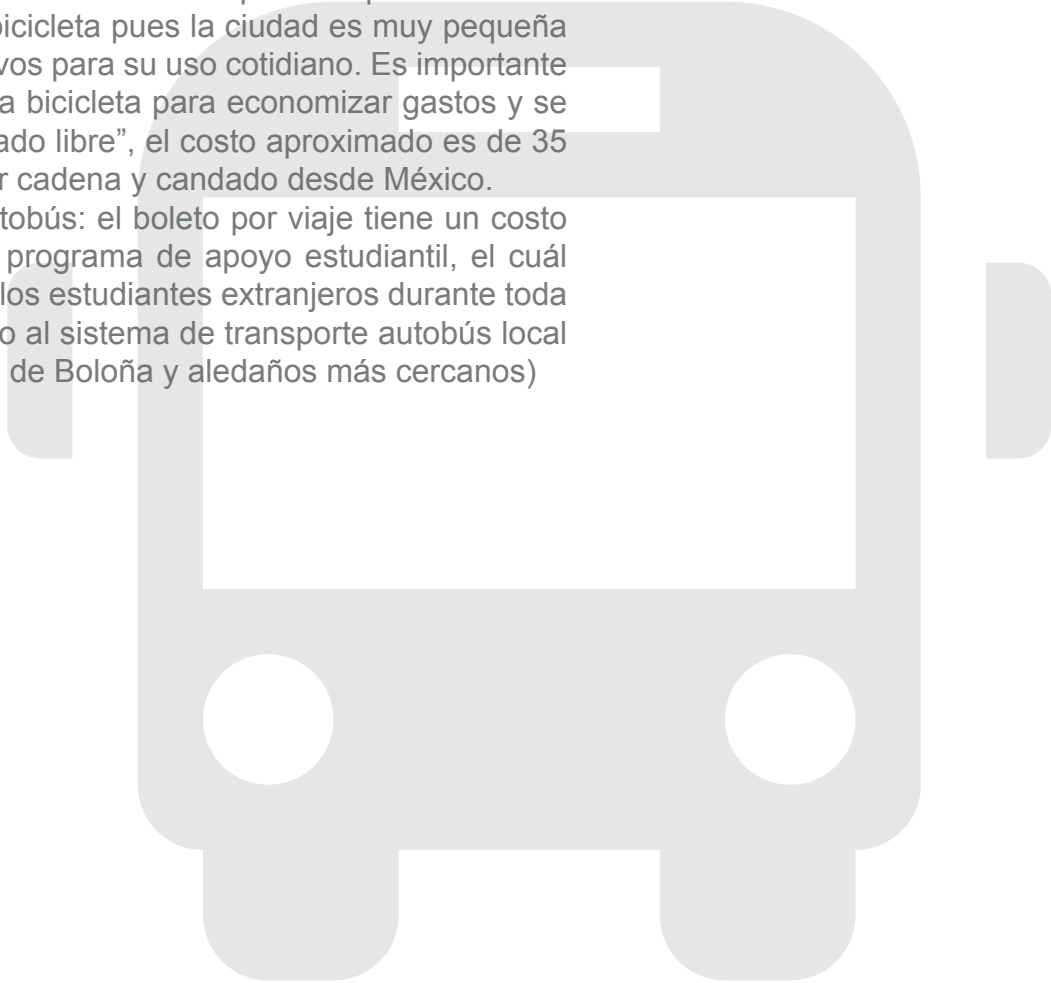 bicicleta pues la ciudad es muy pequeña
vos para su uso cotidiano. Es importante
a bicicleta para economizar gastos y se
ado libre”, el costo aproximado es de 35
r cadena y candado desde México.
tobús: el boleto por viaje tiene un costo
programa de apoyo estudiantil, el cuál
los estudiantes extranjeros durante toda
o al sistema de transporte autobús local
de Boloña y aledaños más cercanos)